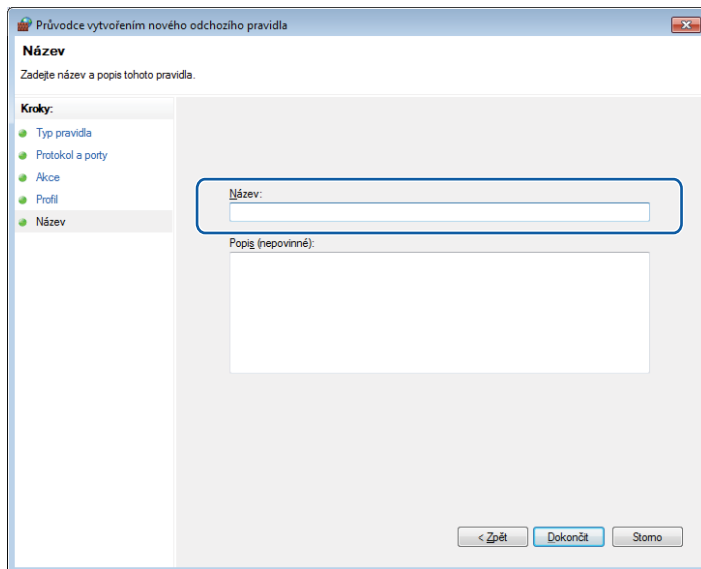 Průvodce vytvořením nového odchozího pravidla
Název
Zadejte název a popis tohoto pravidla.
Kroky:
Typ pravidla
Protokol a porty
Akce
Profil
Název
Název:
Popis (nepovinné):
< Zpět
Dokončit
Storno